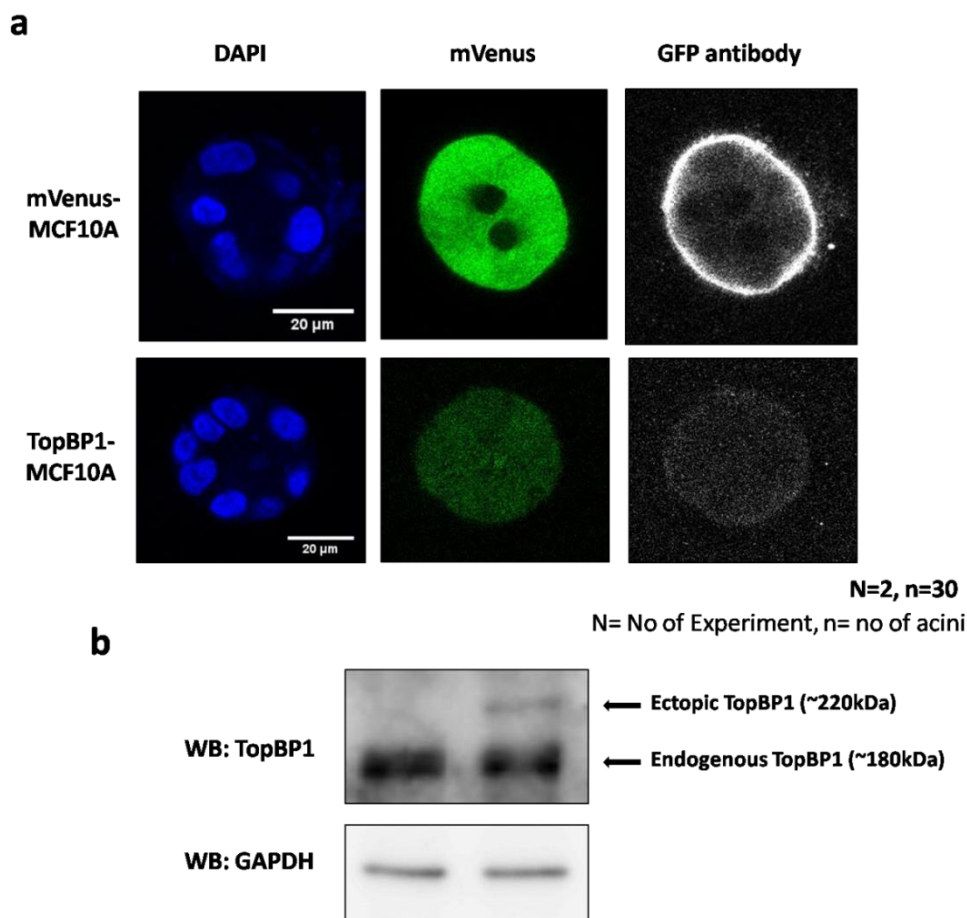 a
DAPI
mVenus
GFP antibody
mVenus-
MCF10A
20 µm
TopBP1-
MCF10A
20 µm
N=2, n=30
N= No of Experiment, n= no of acini
b
WB: TopBP1
Ectopic TopBP1 (~220kDa)
Endogenous TopBP1 (~180kDa)
WB: GAPDH